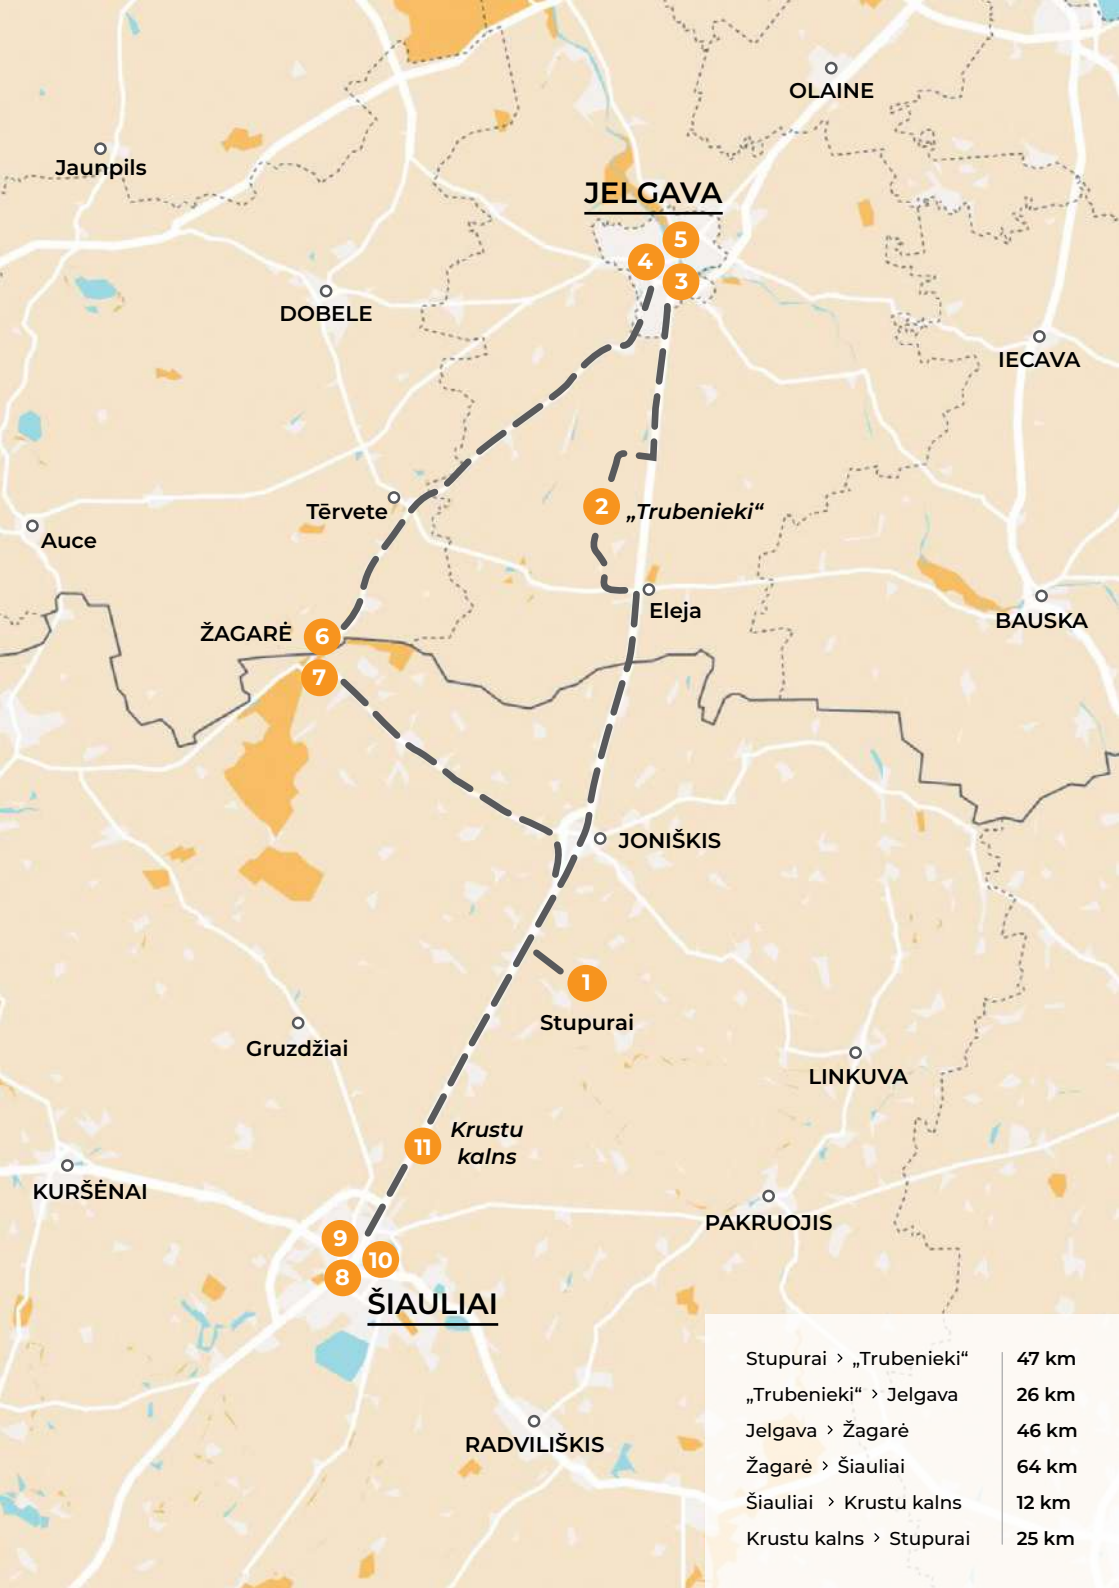 OLAINE
Jaunpils
JELGAVA
5
4
3
DOBELE
IECAVA
Tērvete
2 „Trubenieki“
Auce
Eleja
BAUSKA
ŽAGARĖ 6
7
JONIŠKIS
1
Stupurai
Gruzdžiai
LINKUVA
11 Krustu
kalns
KURŠĖNAI
PAKRUOJIS
9
10
8
ŠIAULIAI
RADVILIŠKIS
Stupurai › „Trubenieki“ 47 km
„Trubenieki“ › Jelgava 26 km
Jelgava › Žagarė 46 km
Žagarė › Šiauliai 64 km
Šiauliai › Krustu kalns 12 km
Krustu kalns › Stupurai 25 km